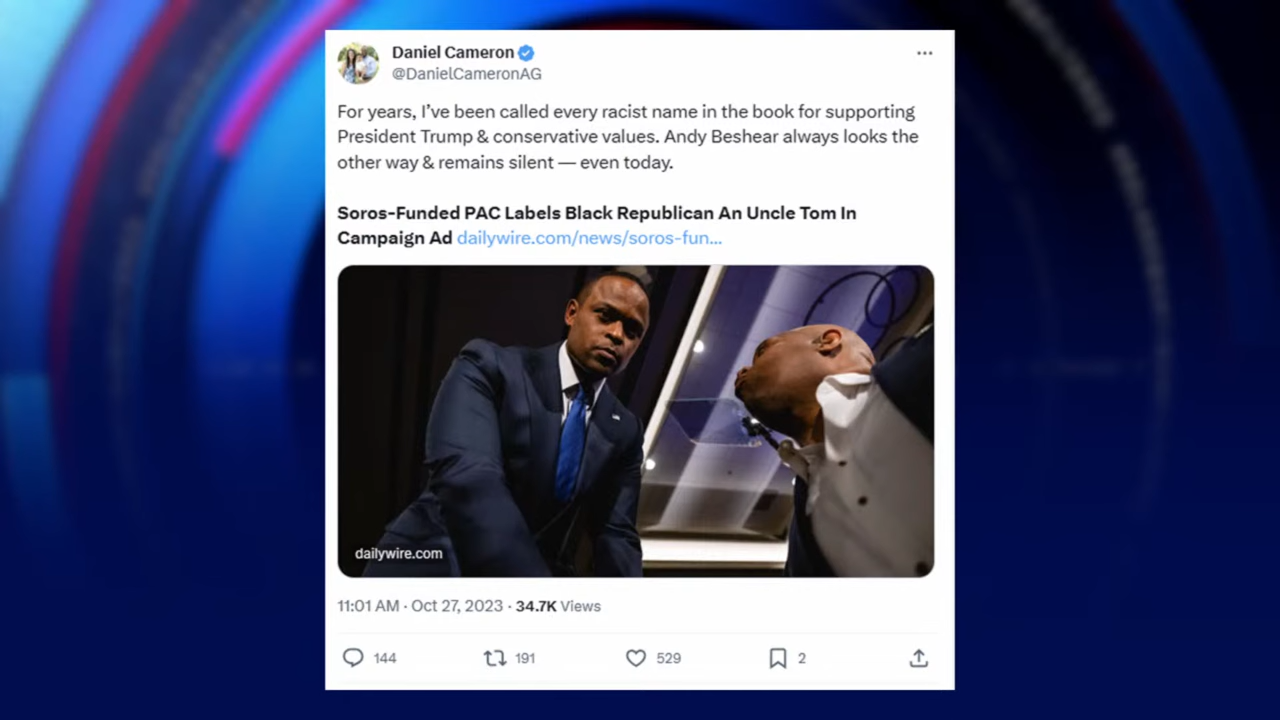 Daniel Cameron
@DanielCameronAG
For years, I’ve been called every racist name in the book for supporting
President Trump & conservative values. Andy Beshear always looks the
other way & remains silent — even today.
Soros-Funded PAC Labels Black Republican An Uncle Tom In
Campaign Ad dailywire.com/news/soros-fun...
dailywire.com
11:01 AM · Oct 27, 2023 · 34.7K Views
144 191 529 2